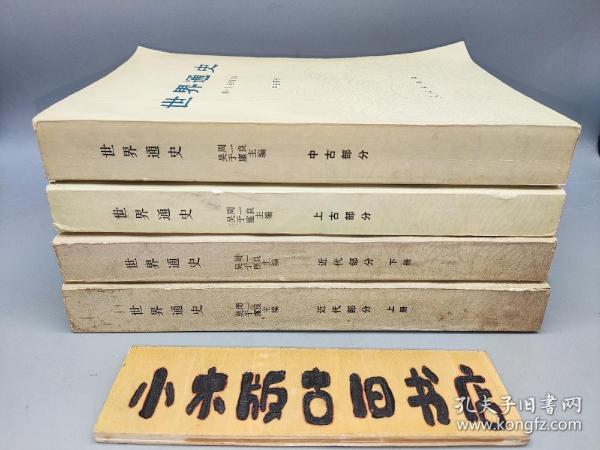 世界通史
世界通史 周一良 吴于廑 主编 中古部分
世界通史 周一良 吴于廑 主编 上古部分
世界通史 周一良 吴于廑 主编 近代部分 下册
世界通史 周一良 吴于廑 主编 近代部分 上册
小木版古旧书店
孔夫子旧书网
www.kongfz.com